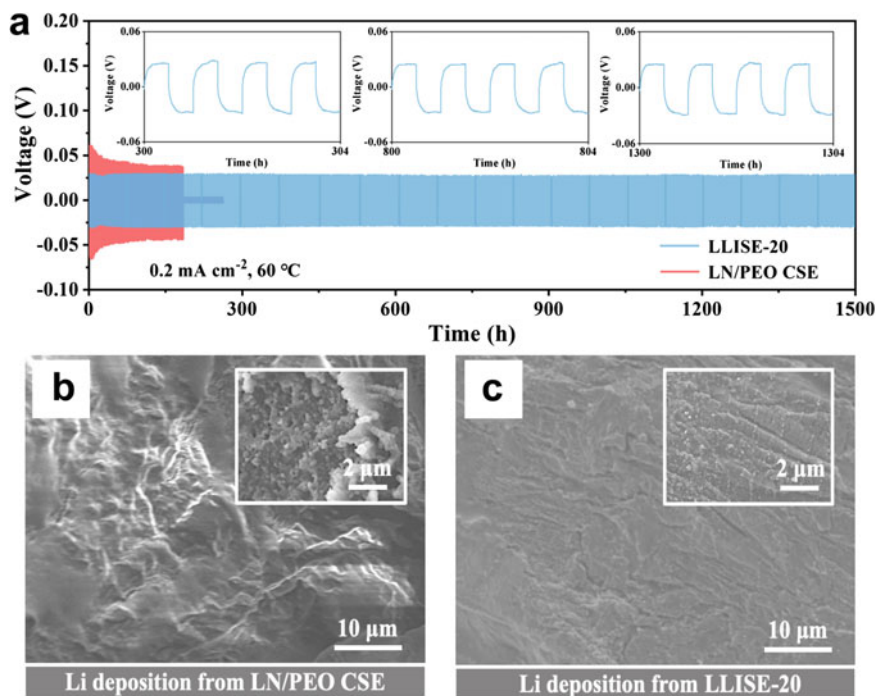 a
0.20
0.15
0.10
0.05
0.00
-0.05
-0.10
Voltage (V)
0.06
0.00
-0.06
Voltage (V)
300
304
Time (h)
0.06
0.00
-0.06
Voltage (V)
800
804
Time (h)
0.06
0.00
-0.06
Voltage (V)
1300
1304
Time (h)
LLISE-20
LN/PEO CSE
0.2 mA cm⁻², 60 °C
0
300
600
900
1200
1500
Time (h)
b
2 μm
10 μm
Li deposition from LN/PEO CSE
c
2 μm
10 μm
Li deposition from LLISE-20